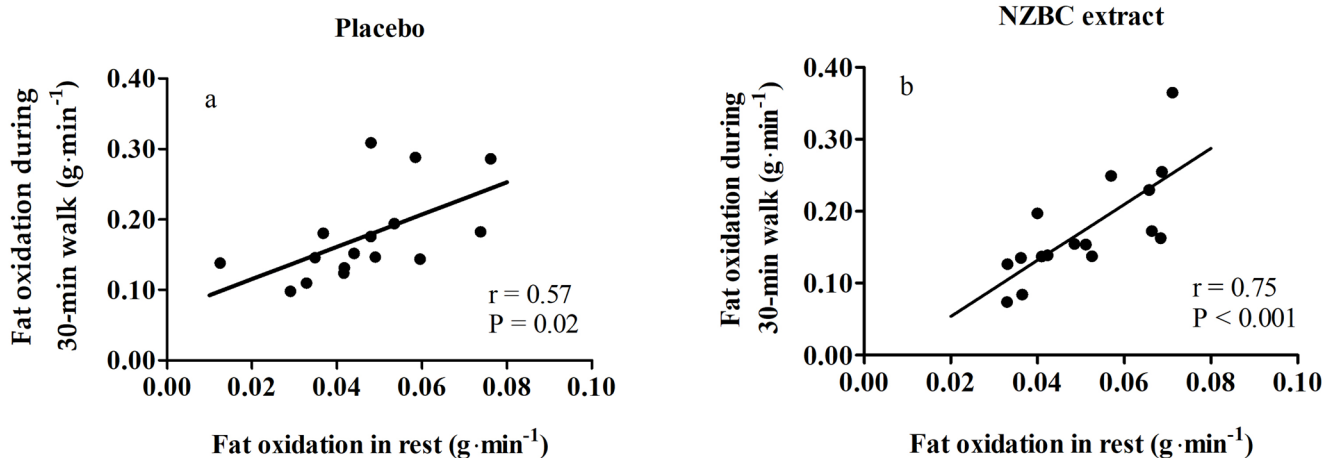 Placebo
Fat oxidation during
30-min walk (g·min⁻¹)
0.40
0.30
0.20
0.10
0.00
a
r = 0.57
P = 0.02
0.00 0.02 0.04 0.06 0.08 0.10
Fat oxidation in rest (g·min⁻¹)
NZBC extract
Fat oxidation during
30-min walk (g·min⁻¹)
0.40
0.30
0.20
0.10
0.00
b
r = 0.75
P < 0.001
0.00 0.02 0.04 0.06 0.08 0.10
Fat oxidation in rest (g·min⁻¹)